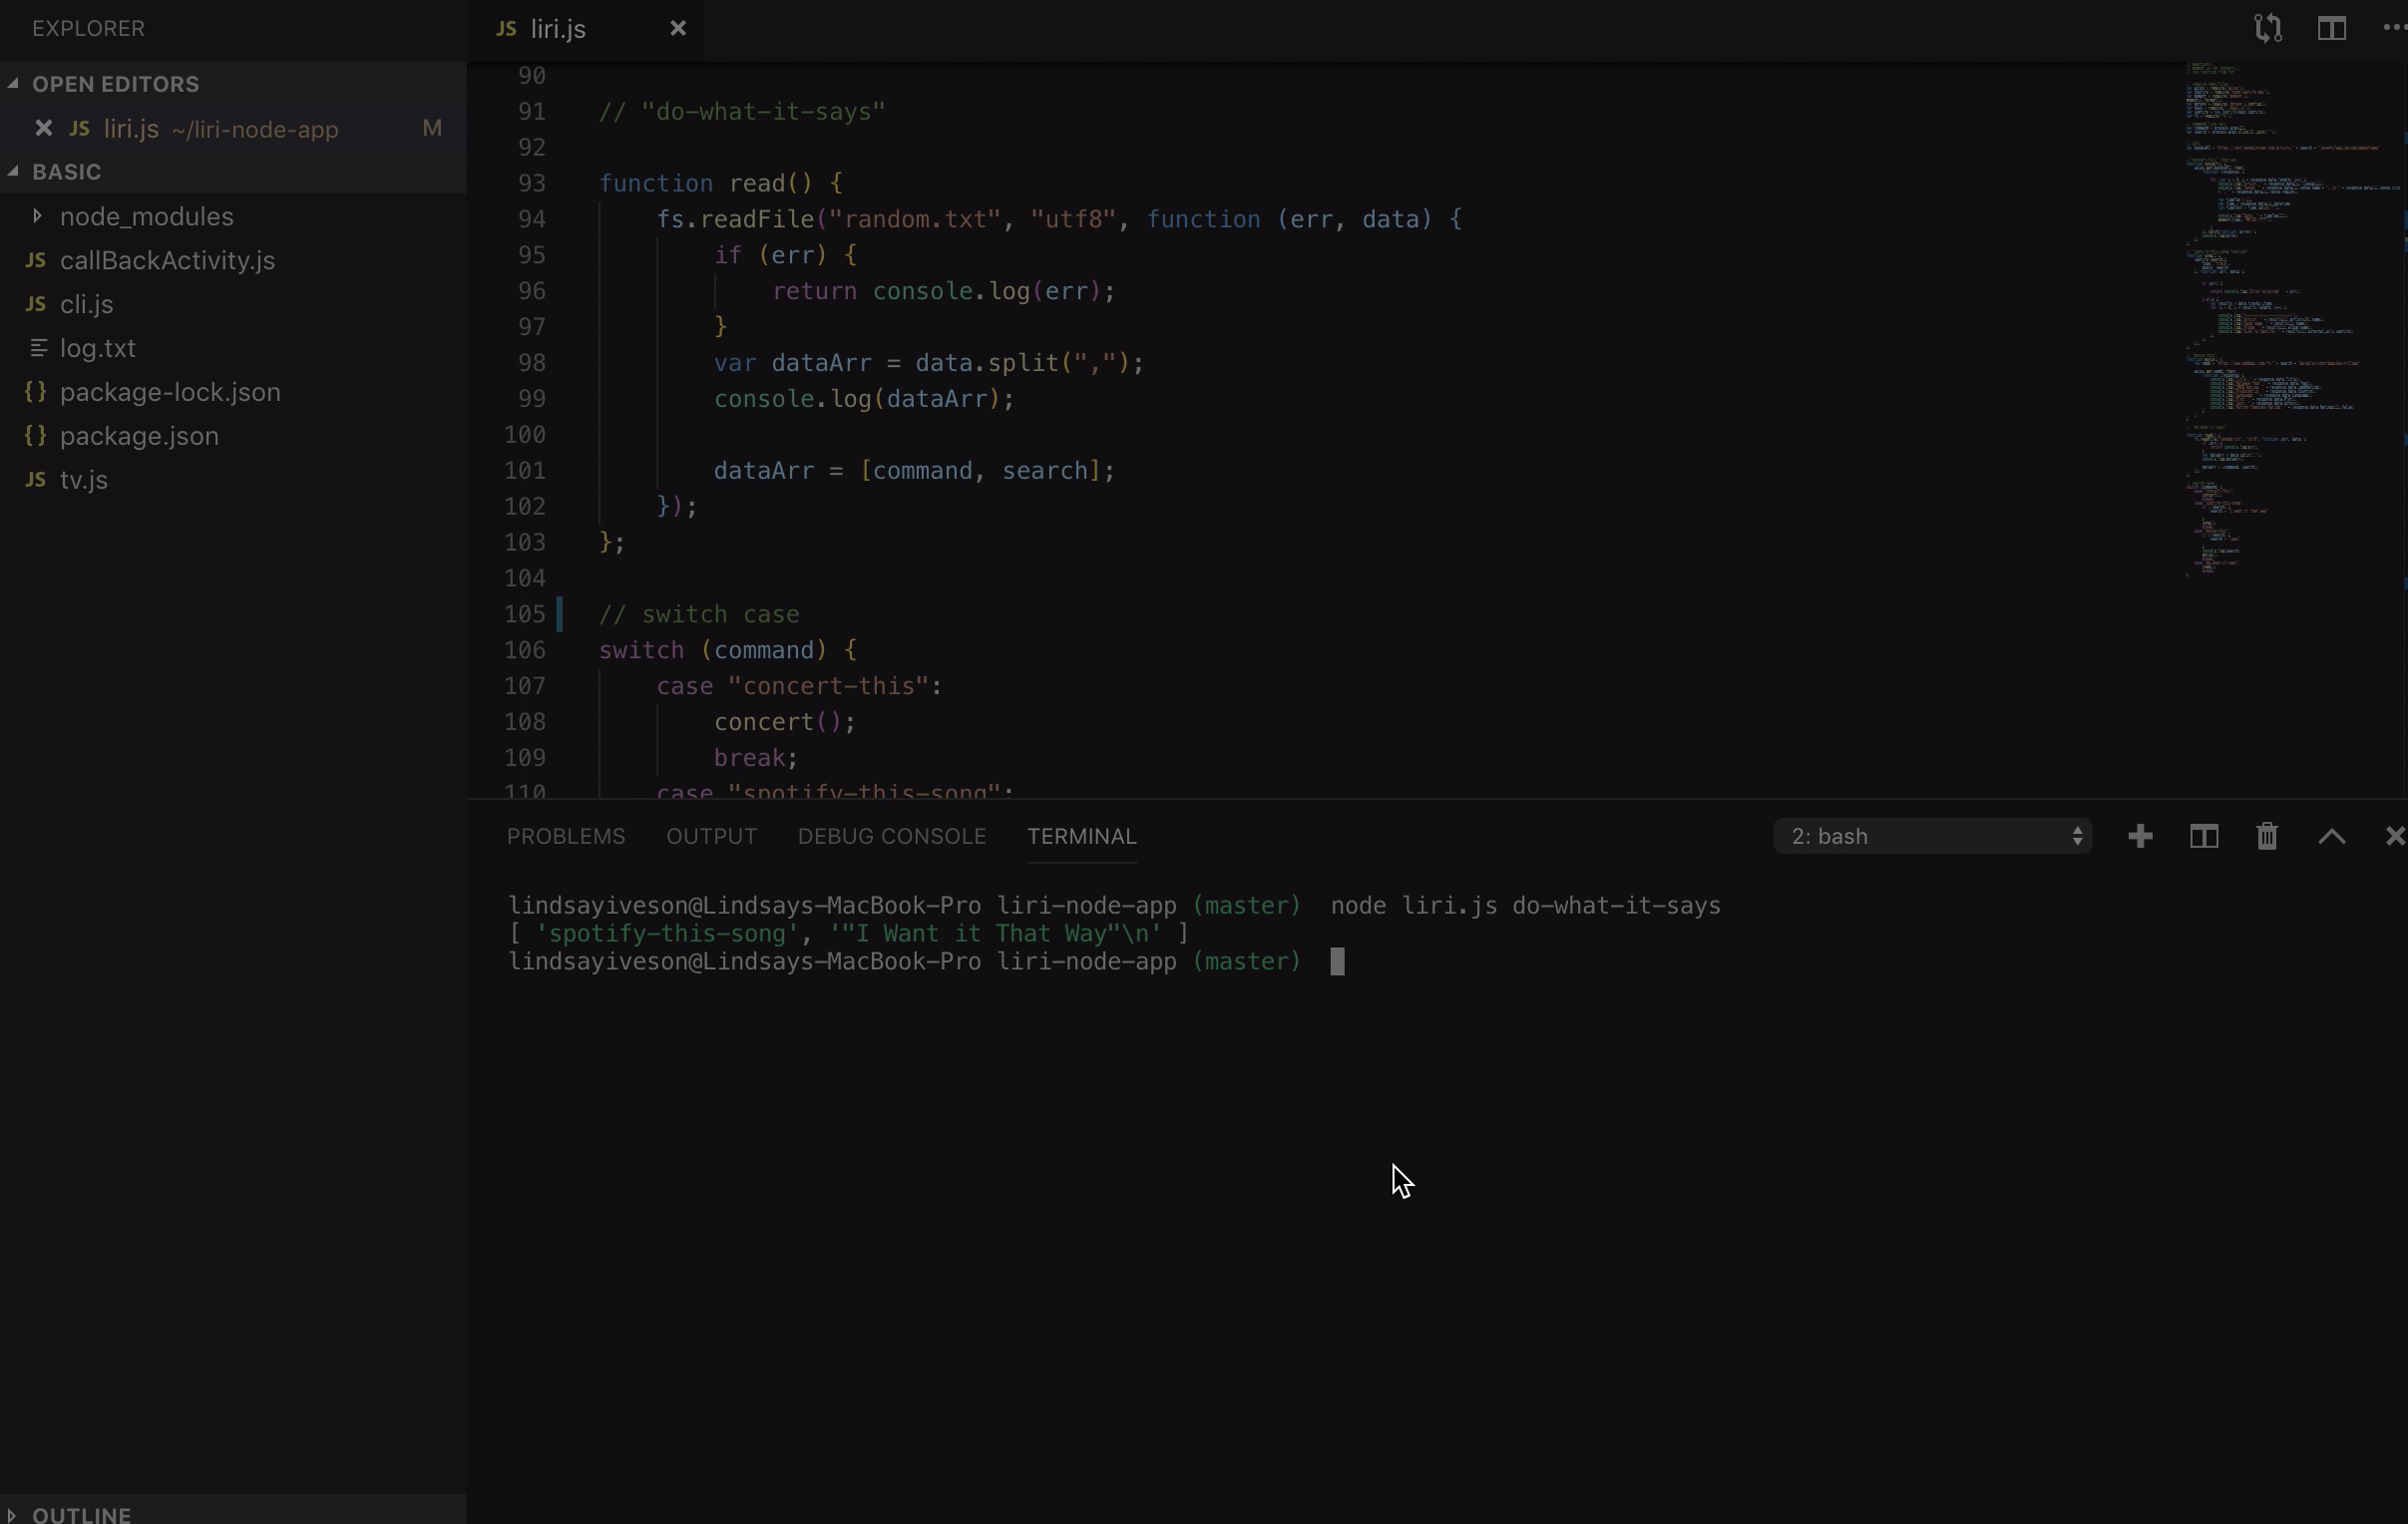 EXPLORER
OPEN EDITORS
JS liri.js ~/liri-node-app M
BASIC
node_modules
JS callBackActivity.js
JS cli.js
log.txt
{} package-lock.json
{} package.json
JS tv.js
OUTLINE
JS liri.js
90
91 // "do-what-it-says"
92
93 function read() {
94     fs.readFile("random.txt", "utf8", function (err, data) {
95         if (err) {
96             return console.log(err);
97         }
98         var dataArr = data.split(",");
99         console.log(dataArr);
100
101         dataArr = [command, search];
102     });
103 };
104
105 // switch case
106 switch (command) {
107     case "concert-this":
108         concert();
109         break;
110     case "spotify-this-song":
PROBLEMS OUTPUT DEBUG CONSOLE TERMINAL 2: bash
lindsayiveson@Lindsays-MacBook-Pro liri-node-app (master)  node liri.js do-what-it-says
[ 'spotify-this-song', '"I Want it That Way"\n' ]
lindsayiveson@Lindsays-MacBook-Pro liri-node-app (master)